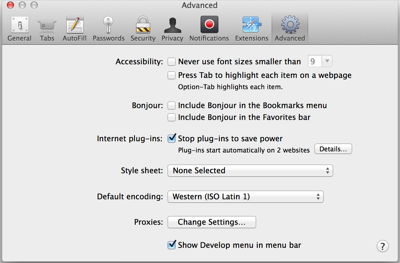 Advanced
General Tabs AutoFill Passwords Security Privacy Notifications Extensions Advanced
Accessibility: Never use font sizes smaller than 9
Press Tab to highlight each item on a webpage
Option-Tab highlights each item.
Bonjour: Include Bonjour in the Bookmarks menu
Include Bonjour in the Favorites bar
Internet plug-ins: Stop plug-ins to save power
Plug-ins start automatically on 2 websites Details...
Style sheet: None Selected
Default encoding: Western (ISO Latin 1)
Proxies: Change Settings...
Show Develop menu in menu bar
?